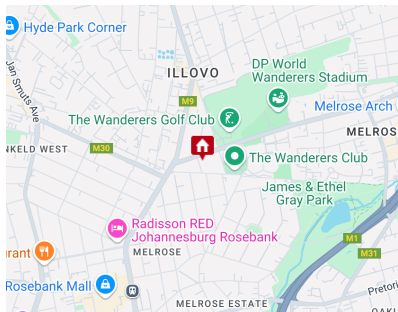 Hyde Park Corner
Jan Smuts Ave
ILLOVO
DP World
Wanderers Stadium
M9
Melrose Arch
The Wanderers Golf Club
MELROS
NKELD WEST
M30
The Wanderers Club
James & Ethel
Gray Park
Radisson RED
Johannesburg Rosebank
M1
M31
urant
MELROSE
Rosebank Mall
Pretori
MELROSE ESTATE
OAKL